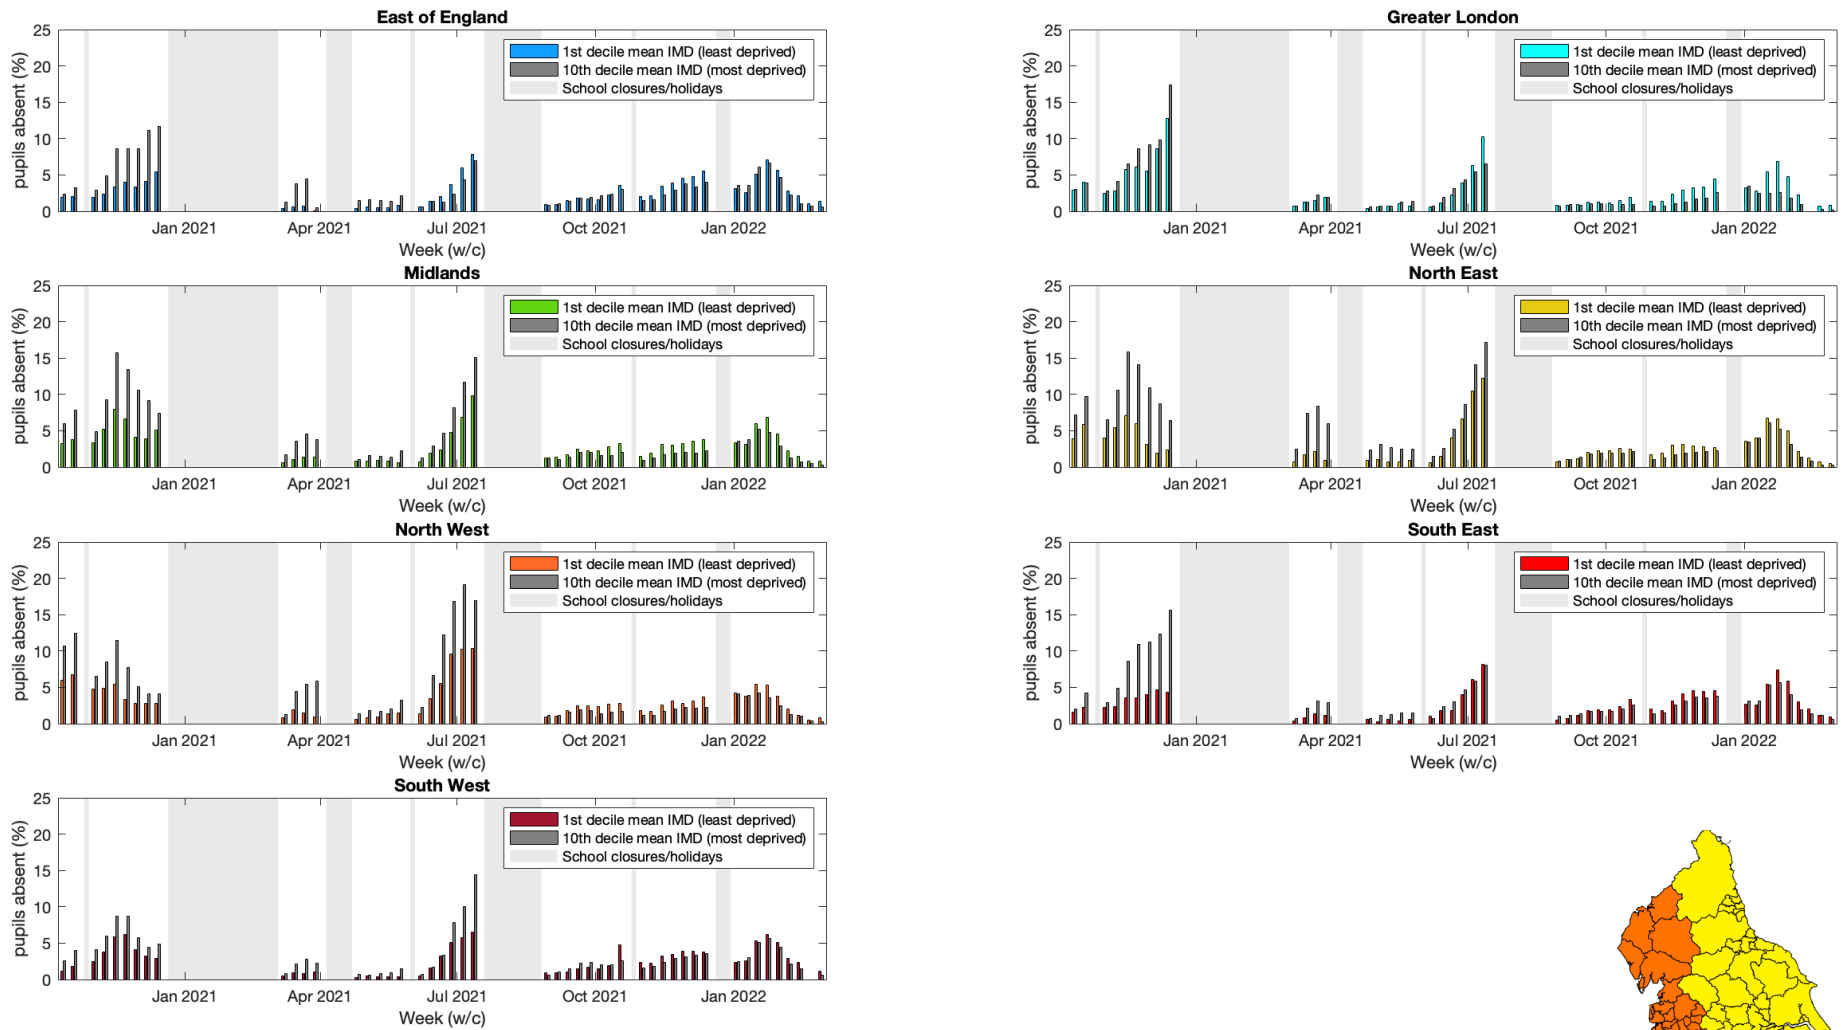 East of England
25
20
15
10
5
0
pupils absent (%)
1st decile mean IMD (least deprived)
10th decile mean IMD (most deprived)
School closures/holidays
Jan 2021 Apr 2021 Jul 2021 Oct 2021 Jan 2022
Week (w/c)
Greater London
25
20
15
10
5
0
pupils absent (%)
1st decile mean IMD (least deprived)
10th decile mean IMD (most deprived)
School closures/holidays
Jan 2021 Apr 2021 Jul 2021 Oct 2021 Jan 2022
Week (w/c)
Midlands
25
20
15
10
5
0
pupils absent (%)
1st decile mean IMD (least deprived)
10th decile mean IMD (most deprived)
School closures/holidays
Jan 2021 Apr 2021 Jul 2021 Oct 2021 Jan 2022
Week (w/c)
North East
25
20
15
10
5
0
pupils absent (%)
1st decile mean IMD (least deprived)
10th decile mean IMD (most deprived)
School closures/holidays
Jan 2021 Apr 2021 Jul 2021 Oct 2021 Jan 2022
Week (w/c)
North West
25
20
15
10
5
0
pupils absent (%)
1st decile mean IMD (least deprived)
10th decile mean IMD (most deprived)
School closures/holidays
Jan 2021 Apr 2021 Jul 2021 Oct 2021 Jan 2022
Week (w/c)
South East
25
20
15
10
5
0
pupils absent (%)
1st decile mean IMD (least deprived)
10th decile mean IMD (most deprived)
School closures/holidays
Jan 2021 Apr 2021 Jul 2021 Oct 2021 Jan 2022
Week (w/c)
South West
25
20
15
10
5
0
pupils absent (%)
1st decile mean IMD (least deprived)
10th decile mean IMD (most deprived)
School closures/holidays
Jan 2021 Apr 2021 Jul 2021 Oct 2021 Jan 2022
Week (w/c)